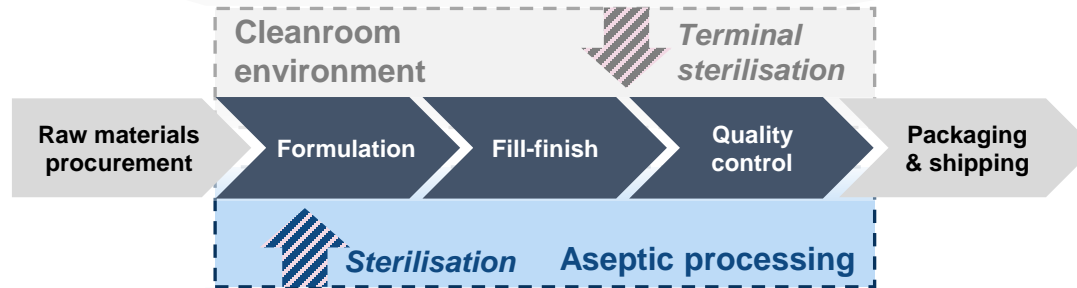 Cleanroom
environment
Terminal
sterilisation
Raw materials
procurement
Formulation
Fill-finish
Quality
control
Packaging
& shipping
Sterilisation
Aseptic processing